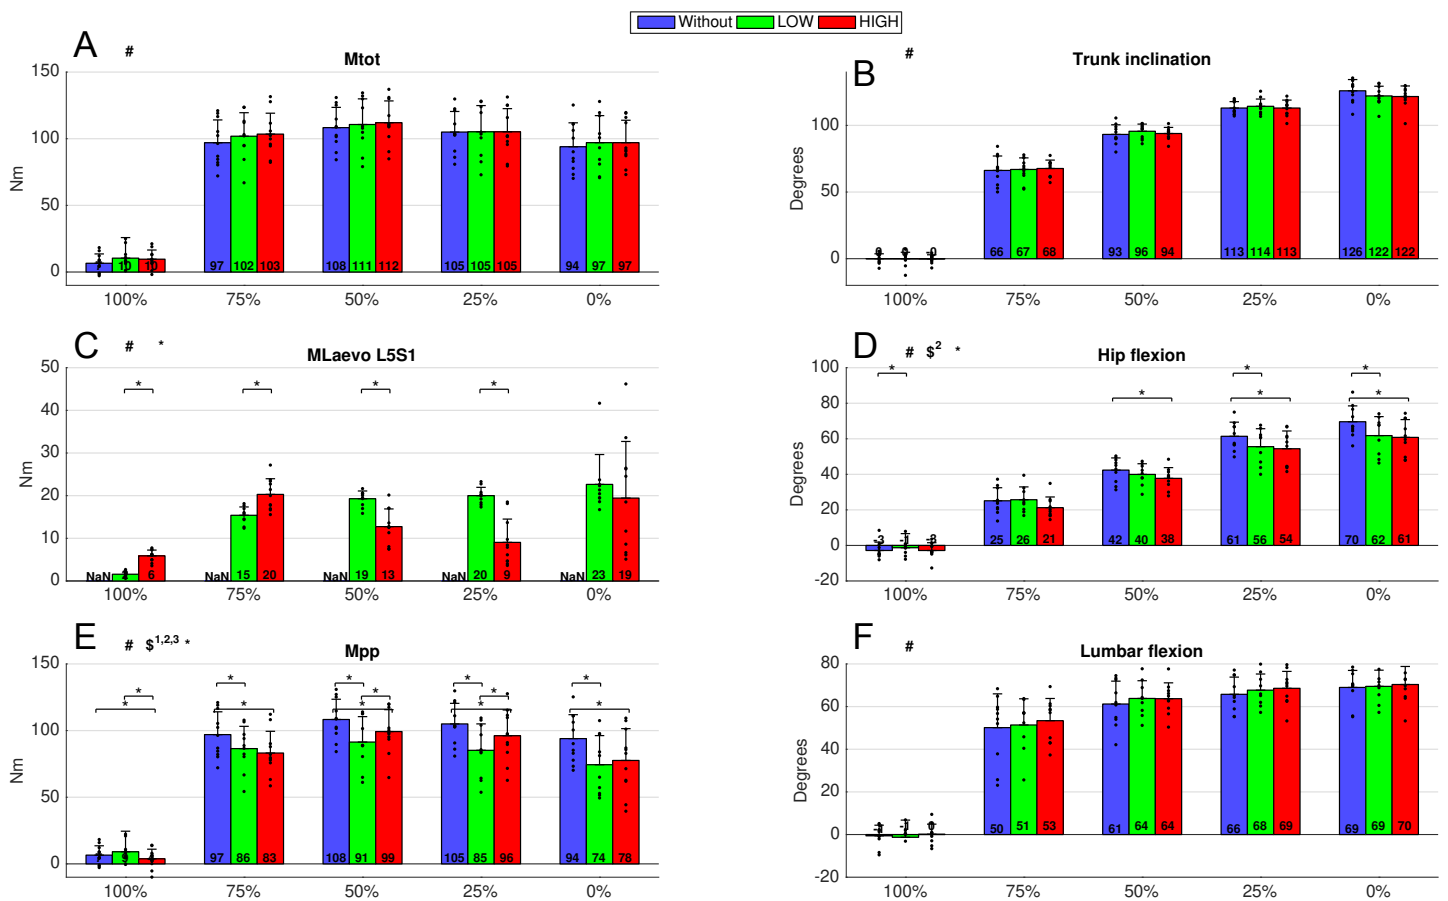 Without LOW HIGH
A # Mtot
150
100
50
0
Nm
10 10
97 102 103
108 111 112
105 105 105
94 97 97
100% 75% 50% 25% 0%
B # Trunk inclination
100
50
0
Degrees
0 0 0
66 67 68
93 96 94
113 114 113
126 122 122
100% 75% 50% 25% 0%
C # * MLaevo L5S1
50
40
30
20
10
0
Nm
* * * *
NaN 6
NaN 15 20
NaN 19 13
NaN 20 9
NaN 23 19
100% 75% 50% 25% 0%
D # $2 * Hip flexion
100
80
60
40
20
0
-20
Degrees
* * *
* * *
-3 -1 -3
25 26 21
42 40 38
61 56 54
70 62 61
100% 75% 50% 25% 0%
E # $1,2,3 * Mpp
150
100
50
0
Nm
* * * * *
* * *
* * * * *
97 86 83
108 91 99
105 85 96
94 74 78
100% 75% 50% 25% 0%
F # Lumbar flexion
80
60
40
20
0
-20
Degrees
50 51 53
61 64 64
66 68 69
69 69 70
100% 75% 50% 25% 0%